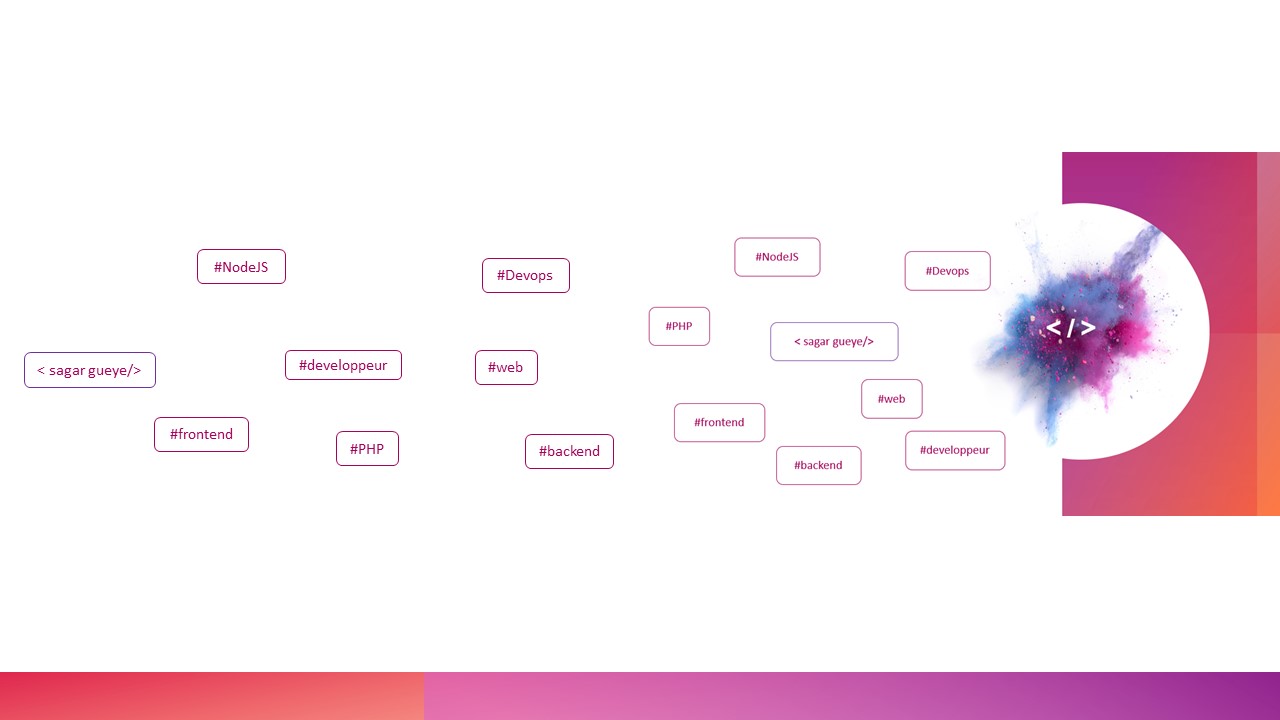 #NodeJS
#Devops
< sagar gueye/>
#developpeur
#web
#frontend
#PHP
#backend
#NodeJS
#Devops
#PHP
< sagar gueye/>
#web
#frontend
#developpeur
#backend
</>